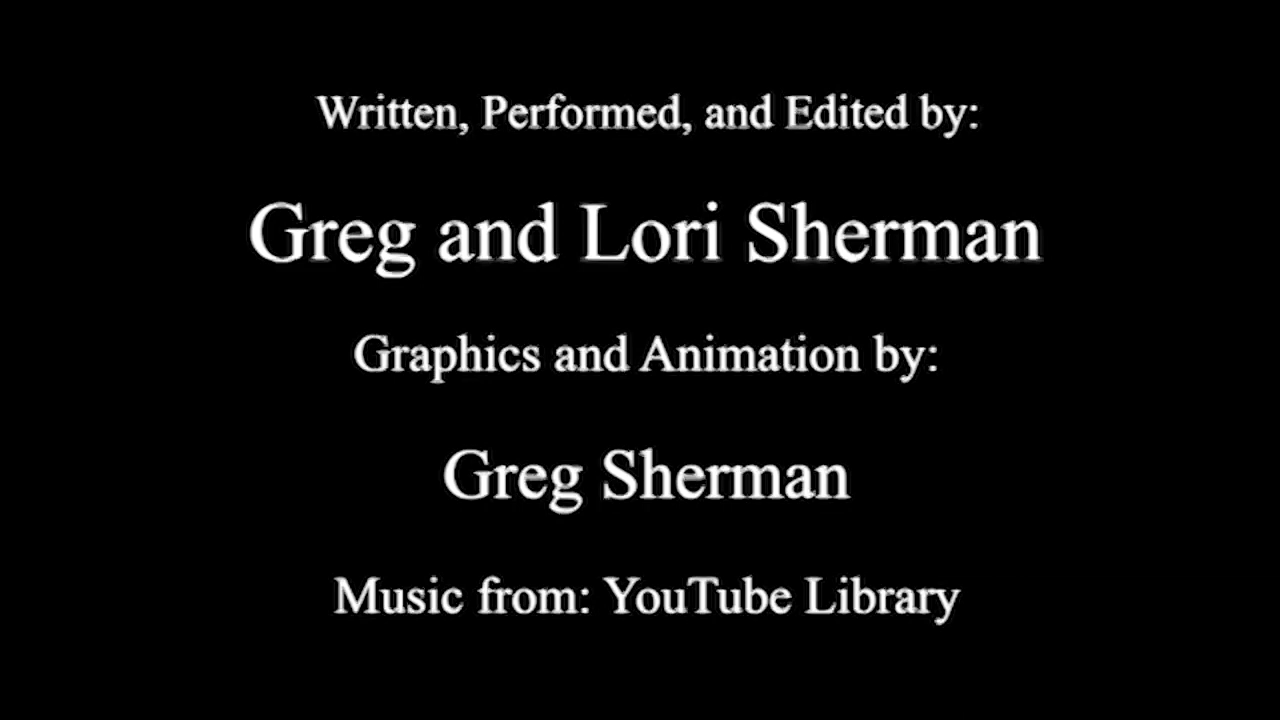 Written, Performed, and Edited by:
Greg and Lori Sherman
Graphics and Animation by:
Greg Sherman
Music from: YouTube Library